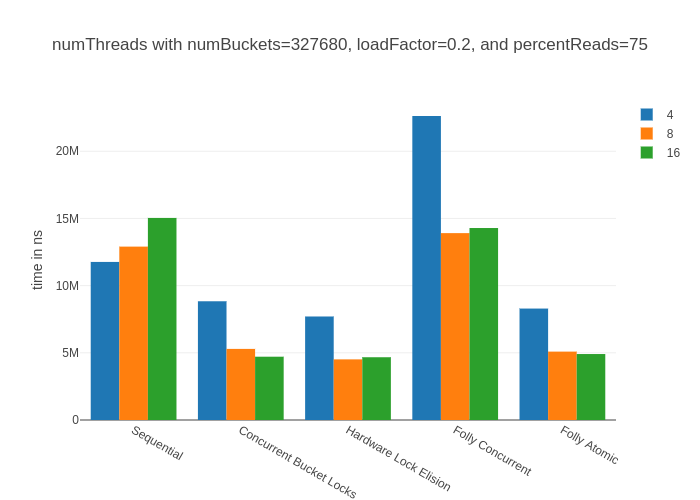 numThreads with numBuckets=327680, loadFactor=0.2, and percentReads=75
4
8
16
20M
15M
10M
5M
0
time in ns
Sequential
Concurrent Bucket Locks
Hardware Lock Elision
Folly Concurrent
Folly Atomic